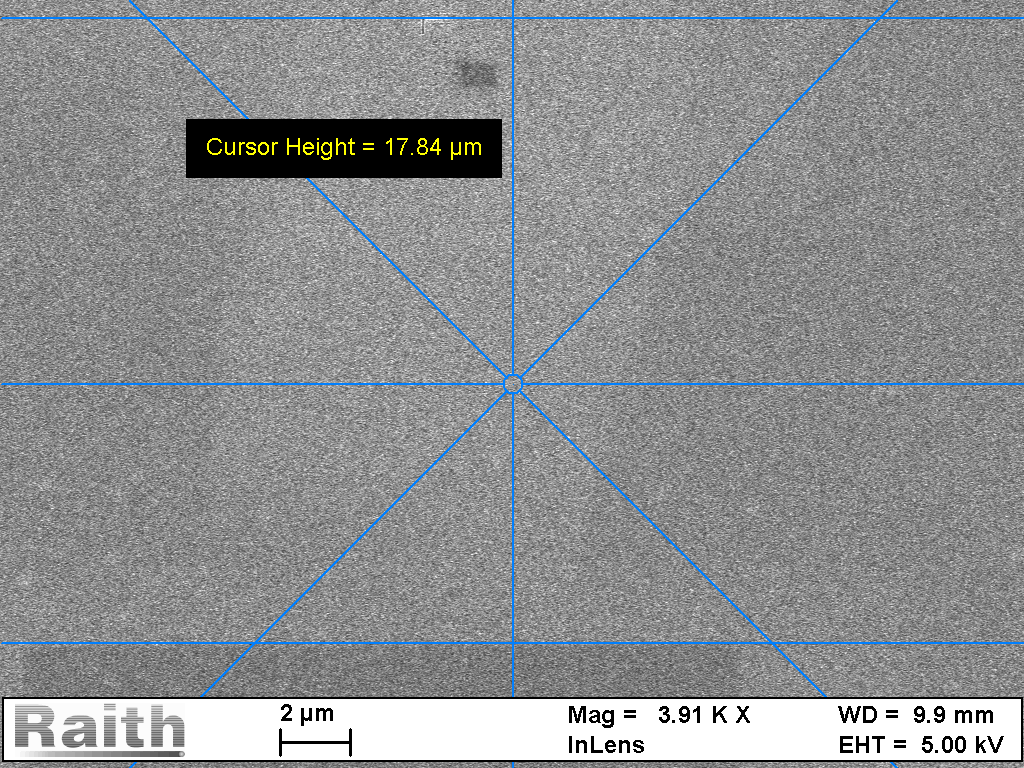 Cursor Height = 17.84 µm
Raith
2 µm
Mag = 3.91 K X
InLens
WD = 9.9 mm
EHT = 5.00 kV